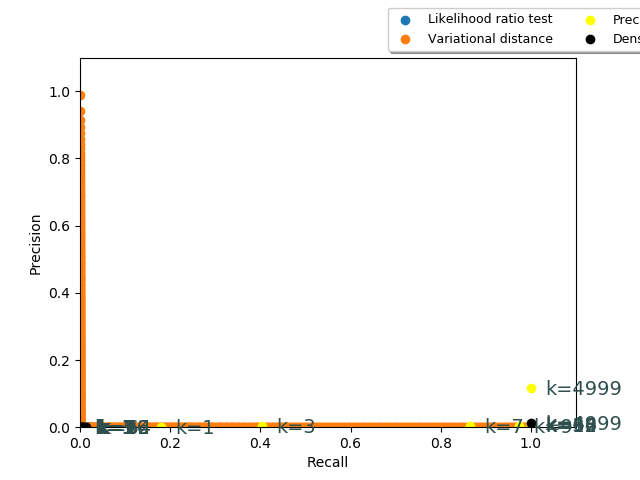 Likelihood ratio test
Variational distance
Prec
Dens
1.0
0.8
0.6
0.4
0.2
0.0
Precision
k=4999
k=1
k=3
k=7
0.0
0.2
0.4
0.6
0.8
1.0
Recall